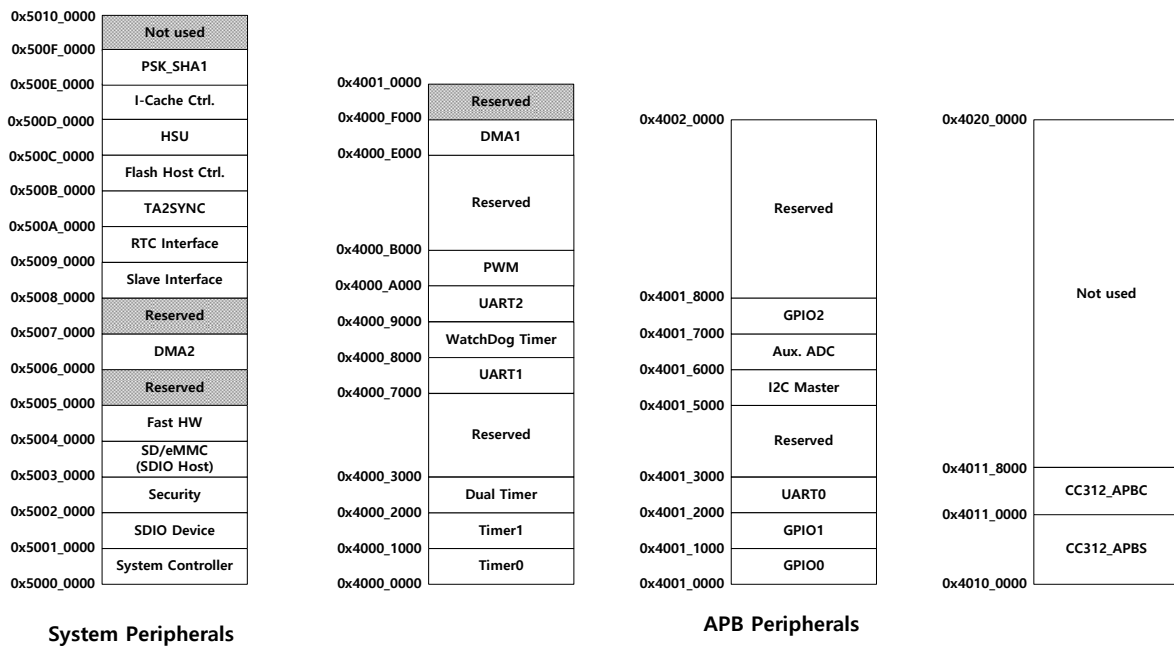 0x5010_0000
Not used
0x500F_0000
PSK_SHA1
0x500E_0000
I-Cache Ctrl.
0x500D_0000
HSU
0x500C_0000
Flash Host Ctrl.
0x500B_0000
TA2SYNC
0x500A_0000
RTC Interface
0x5009_0000
Slave Interface
0x5008_0000
Reserved
0x5007_0000
DMA2
0x5006_0000
Reserved
0x5005_0000
Fast HW
0x5004_0000
SD/eMMC
(SDIO Host)
0x5003_0000
Security
0x5002_0000
SDIO Device
0x5001_0000
System Controller
0x5000_0000
System Peripherals
0x4001_0000
Reserved
0x4000_F000
DMA1
0x4000_E000
Reserved
0x4000_B000
PWM
0x4000_A000
UART2
0x4000_9000
WatchDog Timer
0x4000_8000
UART1
0x4000_7000
Reserved
0x4000_3000
Dual Timer
0x4000_2000
Timer1
0x4000_1000
Timer0
0x4000_0000
0x4002_0000
Reserved
0x4001_8000
GPIO2
0x4001_7000
Aux. ADC
0x4001_6000
I2C Master
0x4001_5000
Reserved
0x4001_3000
UART0
0x4001_2000
GPIO1
0x4001_1000
GPIO0
0x4001_0000
0x4020_0000
Not used
0x4011_8000
CC312_APBC
0x4011_0000
CC312_APBS
0x4010_0000
APB Peripherals